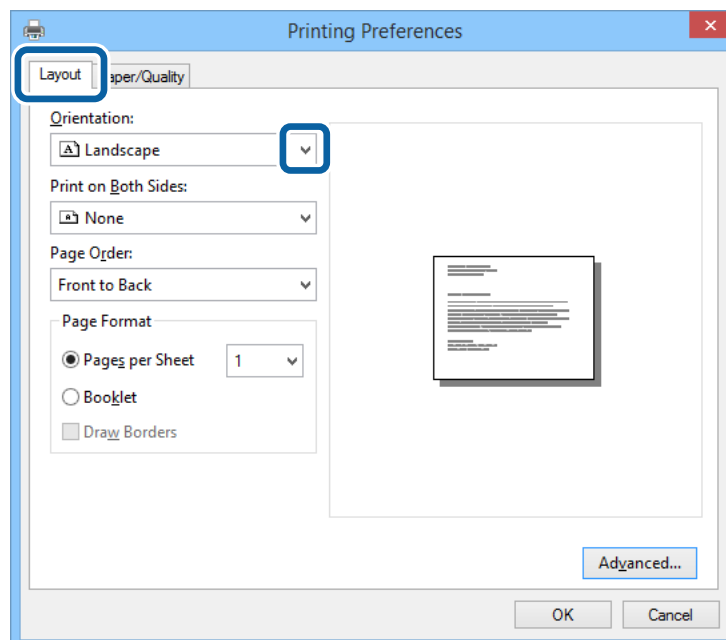 Printing Preferences
Layout
aper/Quality
Orientation:
A Landscape
Print on Both Sides:
None
Page Order:
Front to Back
Page Format
Pages per Sheet 1
Booklet
Draw Borders
Advanced...
OK Cancel